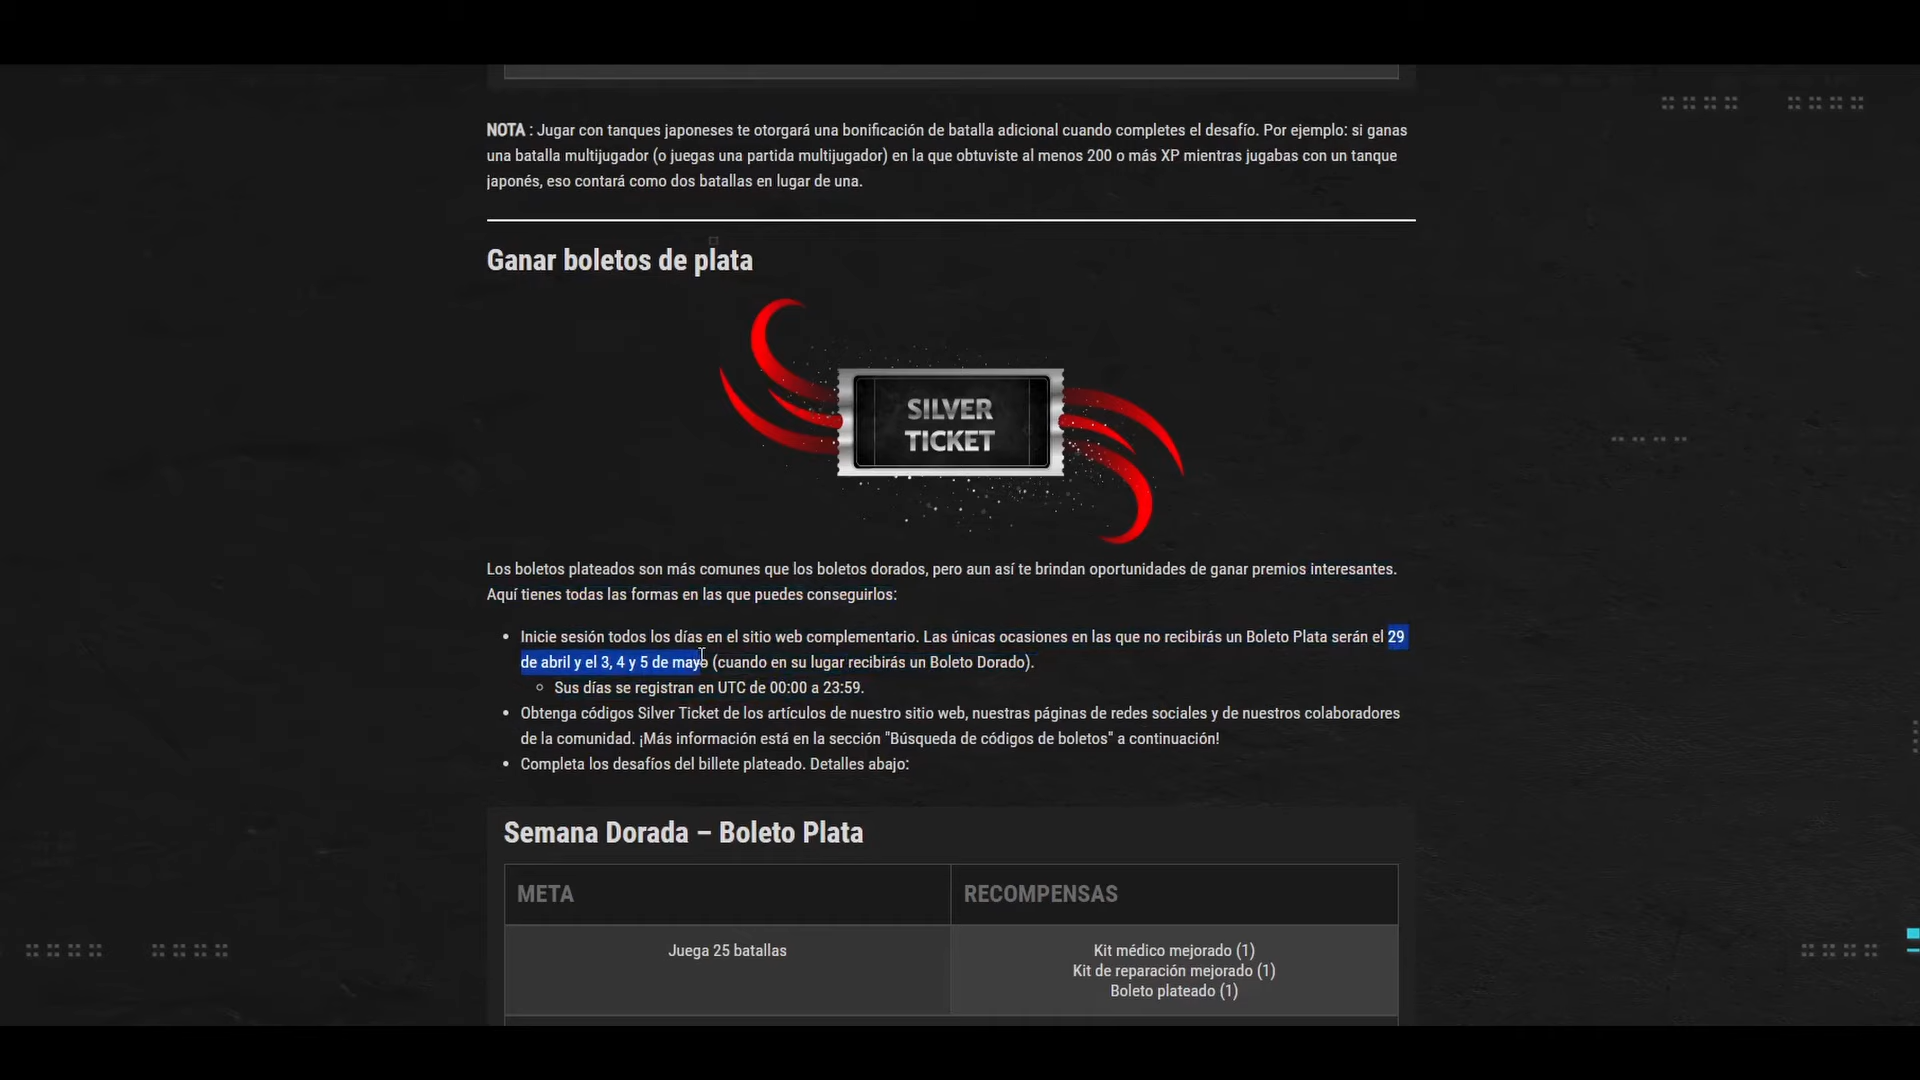 NOTA : Jugar con tanques japoneses te otorgará una bonificación de batalla adicional cuando completes el desafío. Por ejemplo: si ganas
una batalla multijugador (o juegas una partida multijugador) en la que obtuviste al menos 200 o más XP mientras jugabas con un tanque
japonés, eso contará como dos batallas en lugar de una.
Ganar boletos de plata
SILVER
TICKET
Los boletos plateados son más comunes que los boletos dorados, pero aun así te brindan oportunidades de ganar premios interesantes.
Aquí tienes todas las formas en las que puedes conseguirlos:
Inicie sesión todos los días en el sitio web complementario. Las únicas ocasiones en las que no recibirás un Boleto Plata serán el 29
de abril y el 3, 4 y 5 de mayo (cuando en su lugar recibirás un Boleto Dorado).
Sus días se registran en UTC de 00:00 a 23:59.
Obtenga códigos Silver Ticket de los artículos de nuestro sitio web, nuestras páginas de redes sociales y de nuestros colaboradores
de la comunidad. ¡Más información está en la sección "Búsqueda de códigos de boletos" a continuación!
Completa los desafíos del billete plateado. Detalles abajo:
Semana Dorada – Boleto Plata
META
RECOMPENSAS
Juega 25 batallas
Kit médico mejorado (1)
Kit de reparación mejorado (1)
Boleto plateado (1)